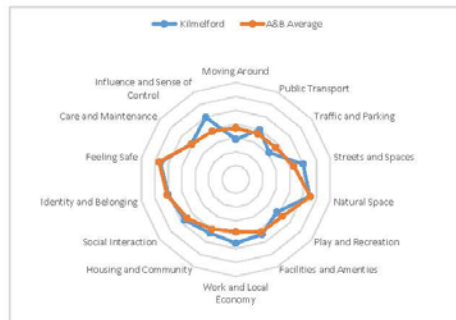 Kilmelford
A&B Average
Moving Around
Public Transport
Traffic and Parking
Streets and Spaces
Natural Space
Play and Recreation
Facilities and Amenties
Work and Local
Economy
Housing and Community
Social Interaction
Identity and Belonging
Feeling Safe
Care and Maintenance
Influence and Sense of
Control